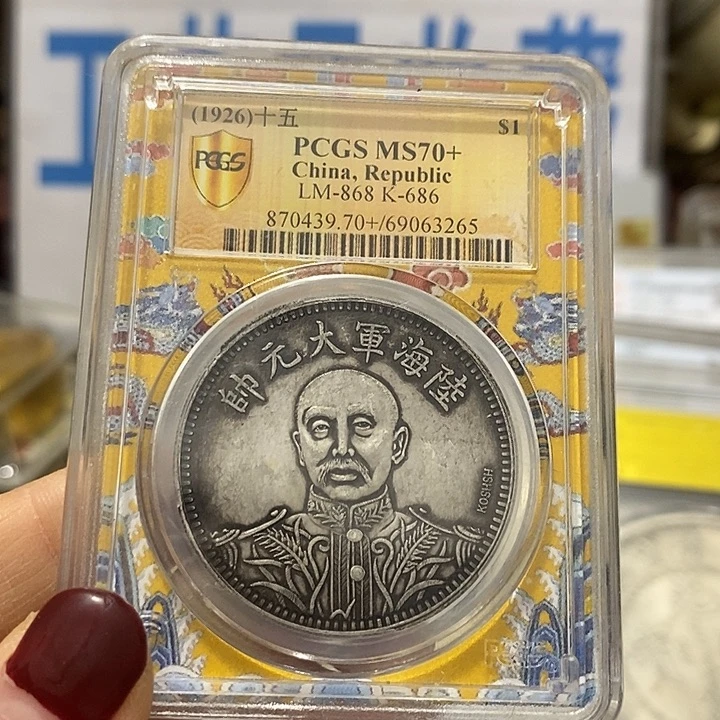 (1926)十五 $1
PCGS
PCGS MS70+
China, Republic
LM-868 K-686
870439.70+/69063265
陸海軍大元帥
KOSHSH